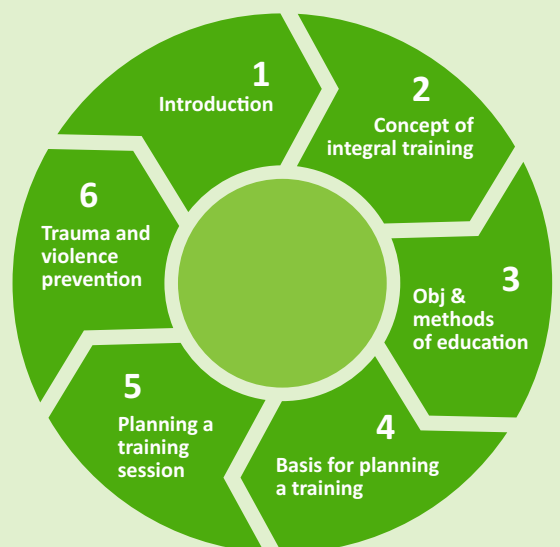 1
Introduction
2
Concept of
integral training
3
Obj &
methods
of education
4
Basis for planning
a training
5
Planning a
training
session
6
Trauma and
violence
prevention